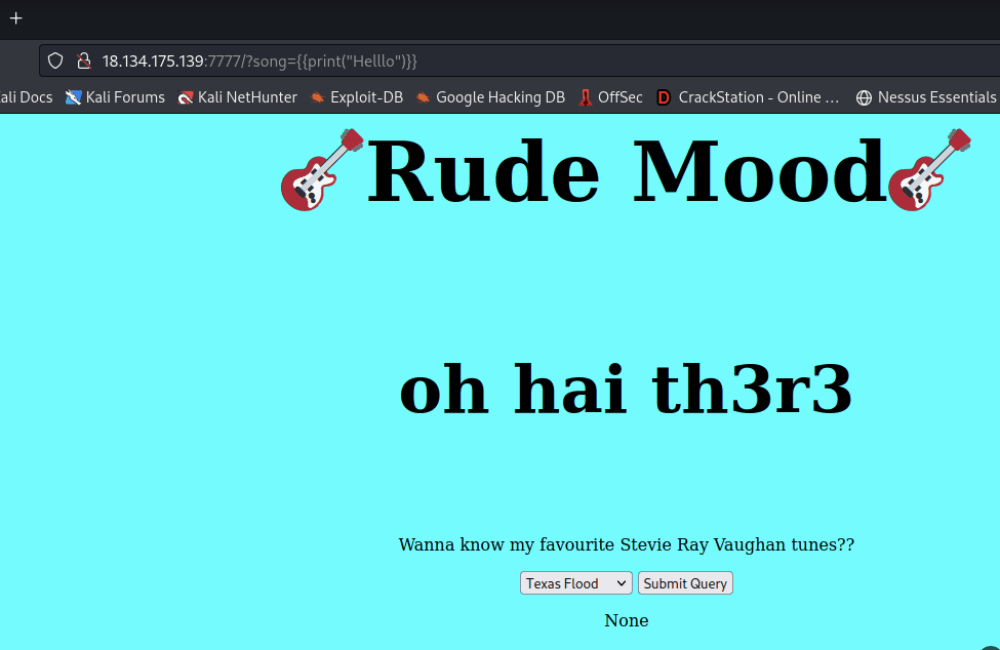 +
18.134.175.139:7777/?song={{print("Helllo")}}
ali Docs Kali Forums Kali NetHunter Exploit-DB Google Hacking DB OffSec CrackStation - Online ... Nessus Essentials
Rude Mood
oh hai th3r3
Wanna know my favourite Stevie Ray Vaughan tunes??
Texas Flood Submit Query
None